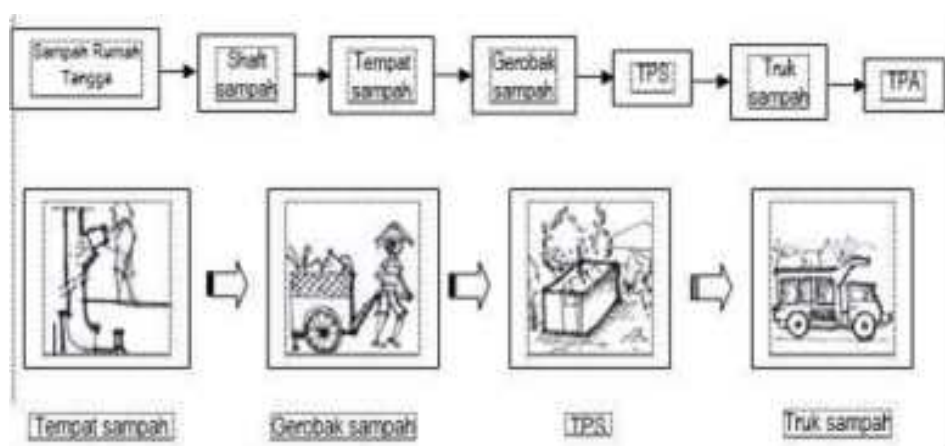 Sampah Rumah
Tangga
Shaft
sampah
Tempat
sampah
Gerobak
sampah
TPS
Truk
sampah
TPA
Tempat sampah
Gerobak sampah
TPS
Truk sampah